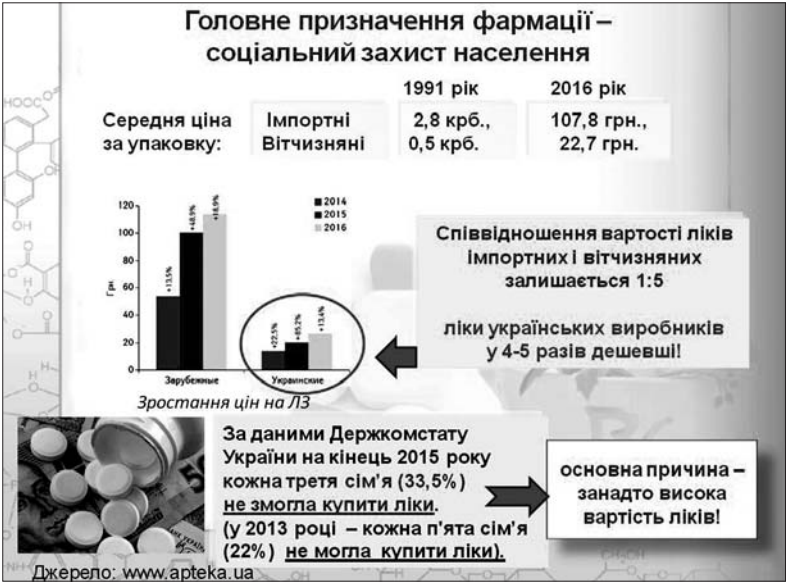 Головне призначення фармації –
соціальний захист населення
1991 рік 2016 рік
Середня ціна Імпортні 2,8 крб., 107,8 грн.,
за упаковку: Вітчизняні 0,5 крб. 22,7 грн.
120
100
80
60
40
20
0
Грн.
+13,5%
+48,9%
+18,9%
+22,5%
+85,2%
+13,4%
2014
2015
2016
Зарубежные Украинские
Зростання цін на ЛЗ
Співвідношення вартості ліків
імпортних і вітчизняних
залишається 1:5
ліки українських виробників
у 4-5 разів дешевші!
За даними Держкомстату
України на кінець 2015 року
кожна третя сім'я (33,5%)
не змогла купити ліки.
(у 2013 році – кожна п'ята сім'я
(22%) не могла купити ліки).
основна причина –
занадто висока
вартість ліків!
Джерело: www.apteka.ua